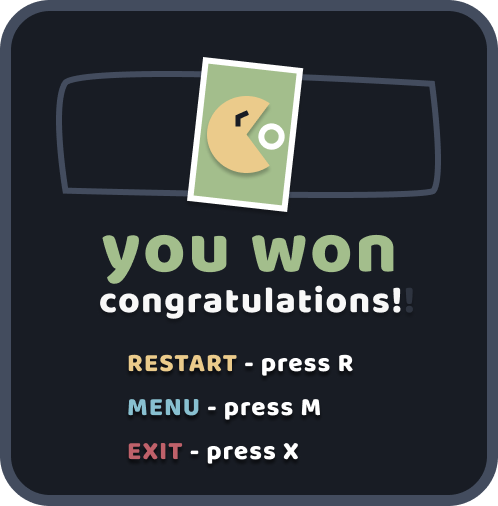 you won
congratulations!!
RESTART - press R
MENU - press M
EXIT - press X